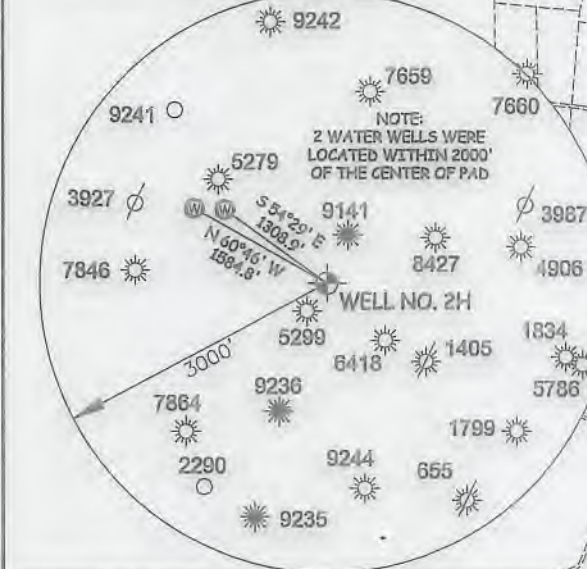 9242
7659
7660
9241
NOTE:
2 WATER WELLS WERE
LOCATED WITHIN 2000'
OF THE CENTER OF PAD
5279
3927
W
W
S 54°29' E
1308.9'
N 60°46' W
1584.8'
9141
3987
7846
8427
4906
WELL NO. 2H
5299
6418
1405
1834
5786
3000'
9236
7864
1799
2290
9244
655
9235